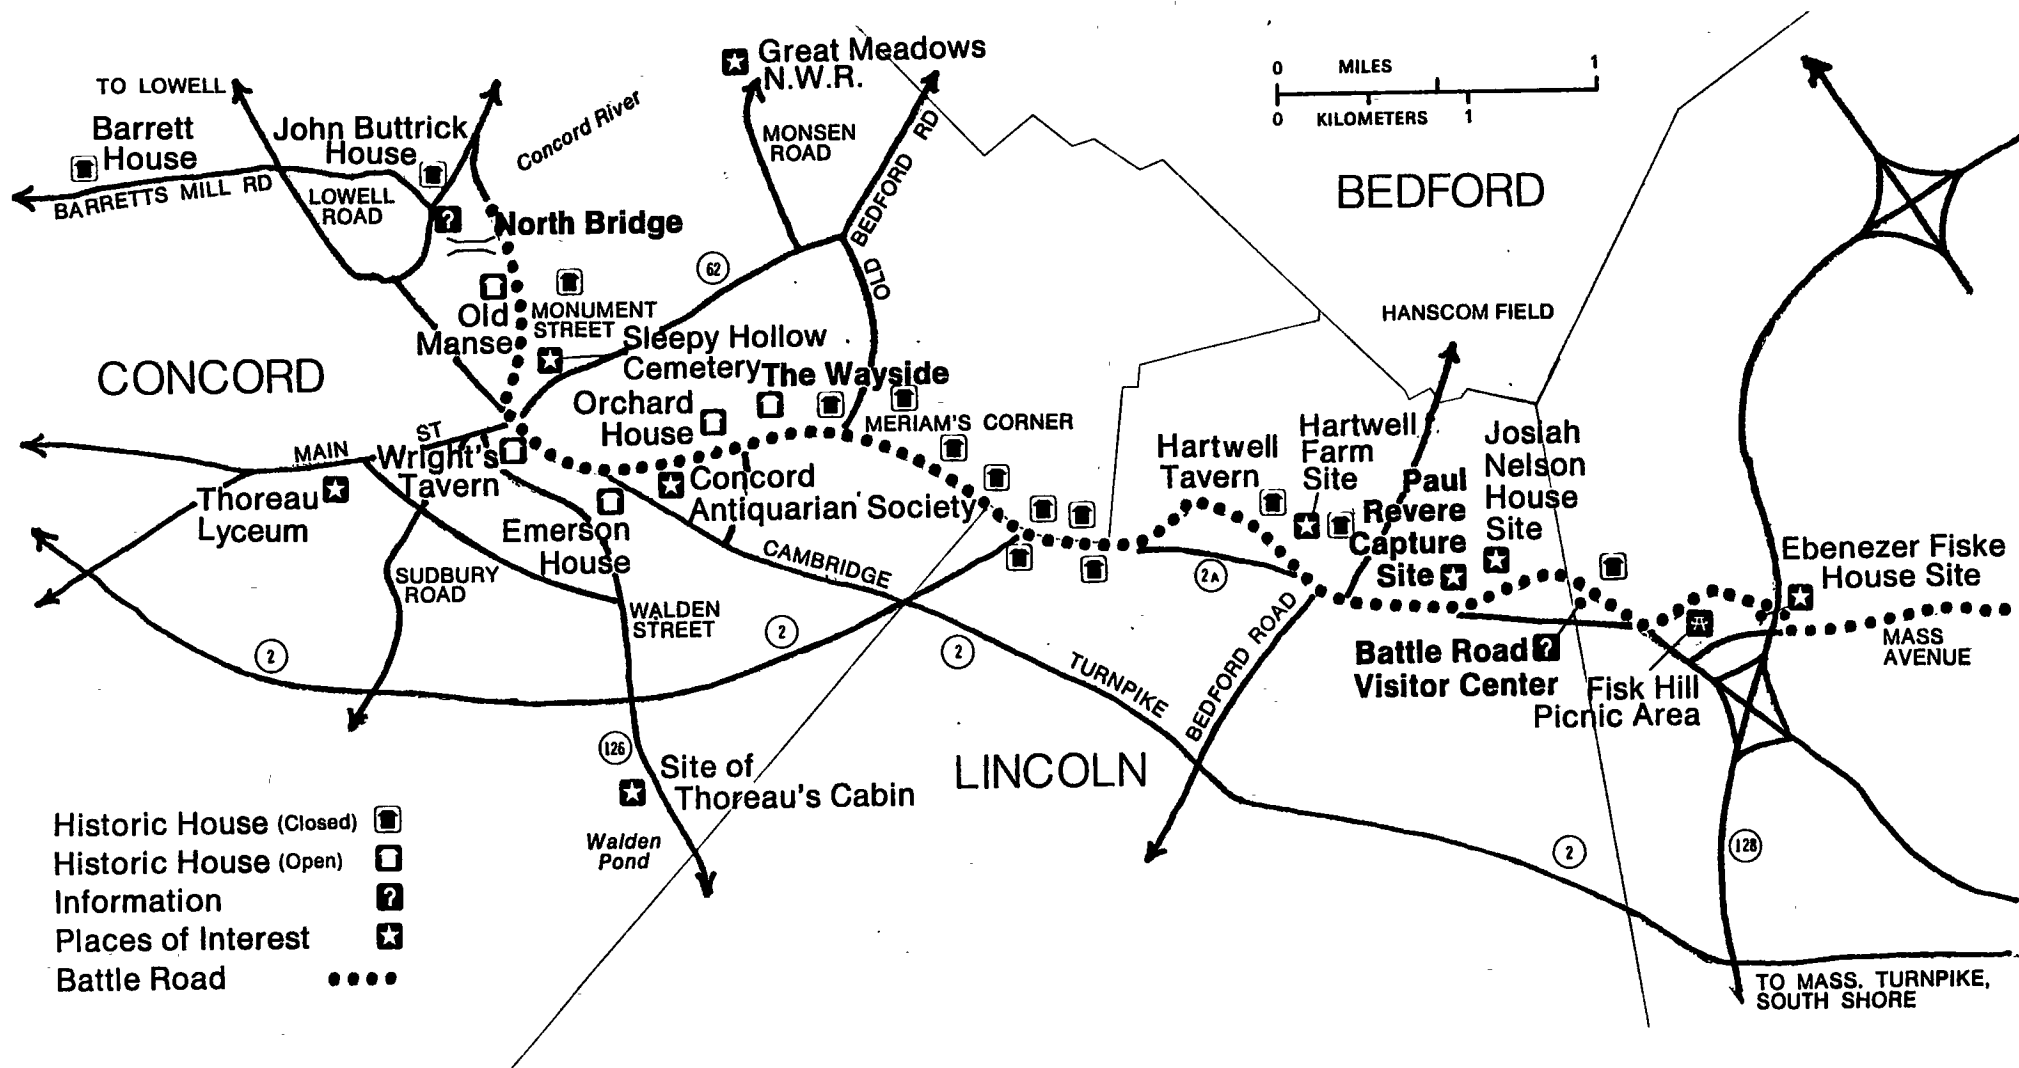 Great Meadows
N.W.R.
0 MILES 1
0 KILOMETERS 1
TO LOWELL
Barrett
House
John Buttrick
House
Concord River
MONSEN
ROAD
BEDFORD RD
OLD
BEDFORD
BARRETTS MILL RD
LOWELL
ROAD
?
North Bridge
62
Old
Manse
MONUMENT
STREET
Sleepy Hollow
Cemetery
HANSCOM FIELD
CONCORD
The Wayside
Orchard
House
MERIAM'S CORNER
MAIN ST
Wright's
Tavern
Thoreau
Lyceum
Concord
Antiquarian Society
Emerson
House
Hartwell
Tavern
Hartwell
Farm
Site
Paul
Revere
Capture
Site
Josiah
Nelson
House
Site
Ebenezer Fiske
House Site
SUDBURY
ROAD
CAMBRIDGE
TURNPIKE
2A
WALDEN
STREET
2
2
2
BEDFORD ROAD
Battle Road ?
Visitor Center
Fisk Hill
Picnic Area
MASS
AVENUE
126
Site of
Thoreau's Cabin
Walden
Pond
LINCOLN
2
128
TO MASS. TURNPIKE,
SOUTH SHORE
Historic House (Closed)
Historic House (Open)
Information ?
Places of Interest
Battle Road